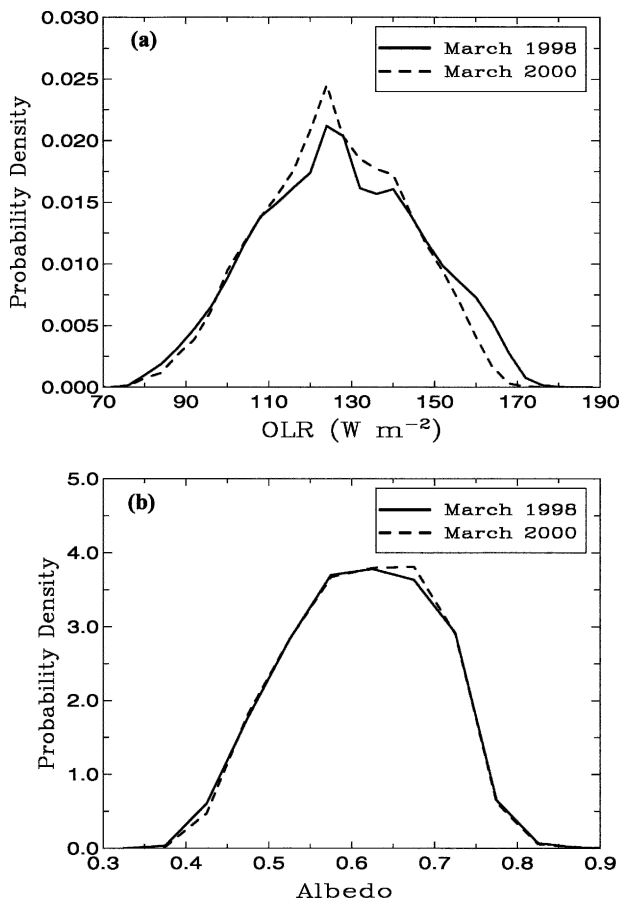 (a)
March 1998
March 2000
0.030
0.025
0.020
0.015
0.010
0.005
0.000
Probability Density
70 90 110 130 150 170 190
OLR (W m⁻²)
(b)
March 1998
March 2000
5.0
4.0
3.0
2.0
1.0
0.0
Probability Density
0.3 0.4 0.5 0.6 0.7 0.8 0.9
Albedo